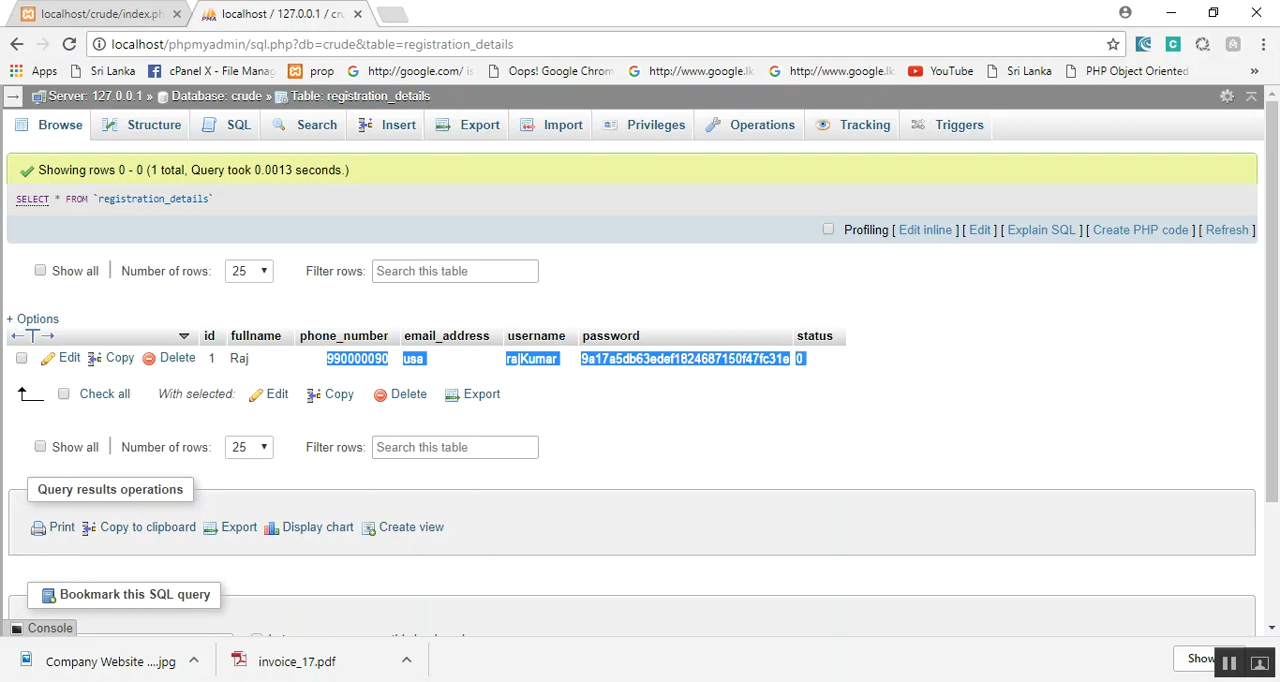 localhost/crude/index.ph
localhost / 127.0.0.1 / cru
localhost/phpmyadmin/sql.php?db=crude&table=registration_details
Apps Sri Lanka cPanel X - File Mana prop http://google.com/ is Oops! Google Chrom http://www.google.lk http://www.google.lk YouTube Sri Lanka PHP Object Oriented »
Server: 127.0.0.1 » Database: crude » Table: registration_details
Browse Structure SQL Search Insert Export Import Privileges Operations Tracking Triggers
Showing rows 0 - 0 (1 total, Query took 0.0013 seconds.)
SELECT * FROM `registration_details`
Profiling [ Edit inline ] [ Edit ] [ Explain SQL ] [ Create PHP code ] [ Refresh ]
Show all | Number of rows: 25 Filter rows: Search this table
+ Options
←T→ id fullname phone_number email_address username password status
Edit Copy Delete 1 Raj 990000090 usa rajKumar 9a17a5db63edef1824687150f47fc31e 0
Check all With selected: Edit Copy Delete Export
Show all | Number of rows: 25 Filter rows: Search this table
Query results operations
Print Copy to clipboard Export Display chart Create view
Bookmark this SQL query
Console
Company Website ....jpg invoice_17.pdf Show